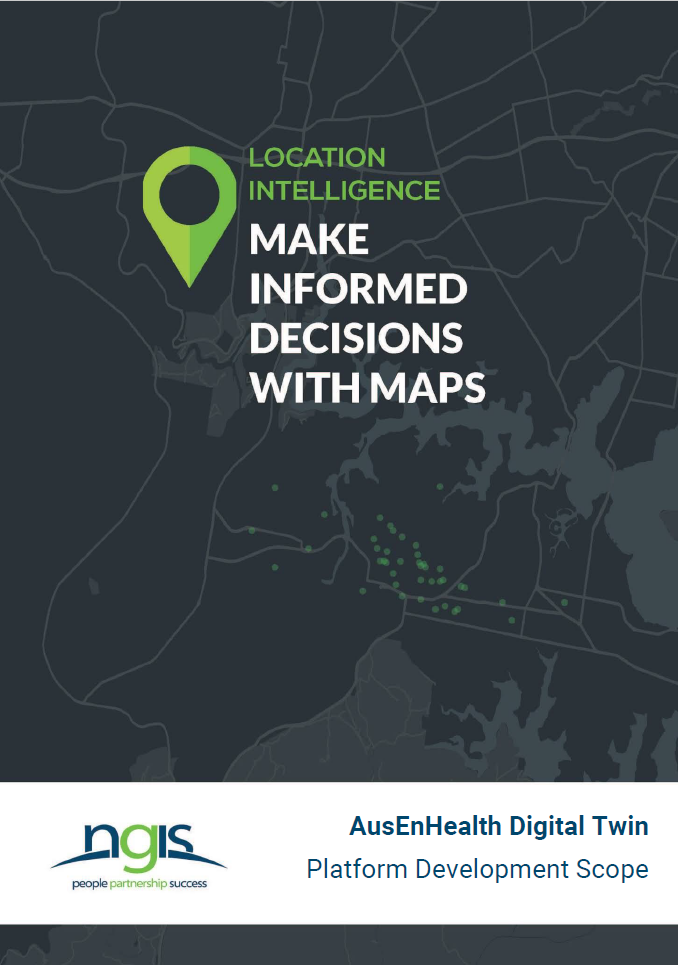 LOCATION
INTELLIGENCE
MAKE
INFORMED
DECISIONS
WITH MAPS
ngis
people partnership success
AusEnHealth Digital Twin
Platform Development Scope